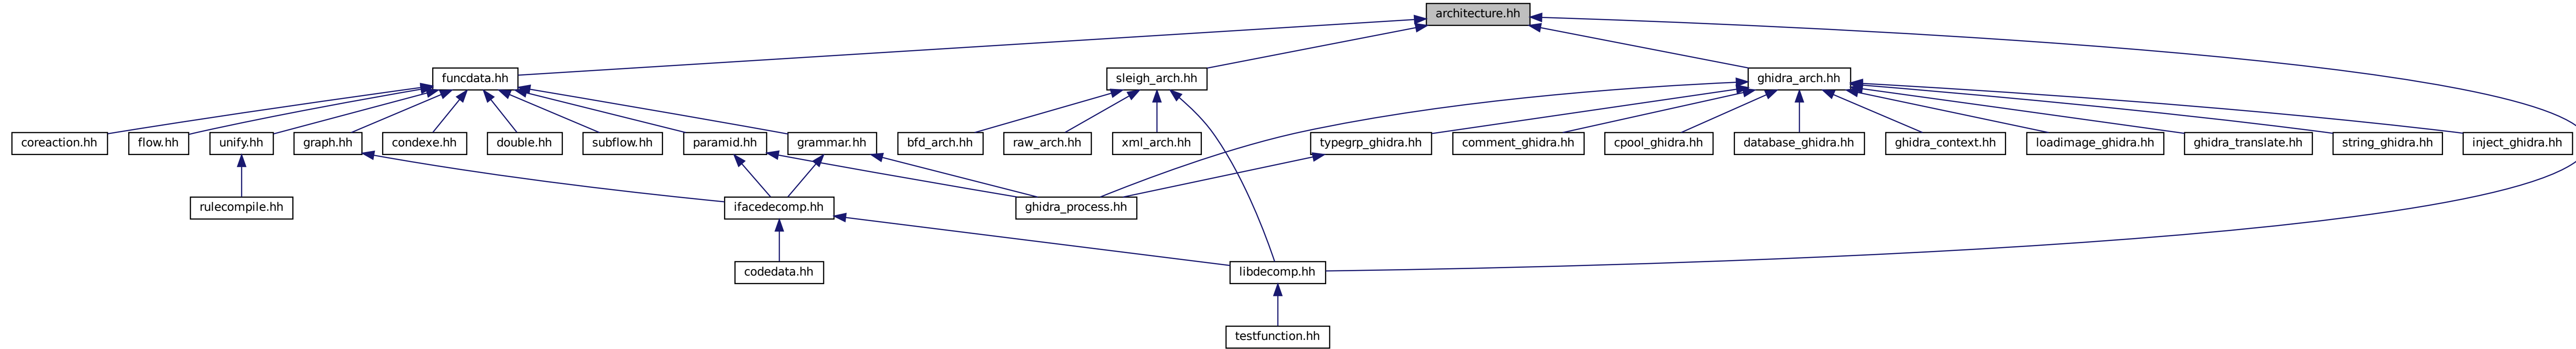 architecture.hh
funcdata.hh
sleigh_arch.hh
ghidra_arch.hh
coreaction.hh
flow.hh
unify.hh
graph.hh
condexe.hh
double.hh
subflow.hh
paramid.hh
grammar.hh
bfd_arch.hh
raw_arch.hh
xml_arch.hh
typegrp_ghidra.hh
comment_ghidra.hh
cpool_ghidra.hh
database_ghidra.hh
ghidra_context.hh
loadimage_ghidra.hh
ghidra_translate.hh
string_ghidra.hh
inject_ghidra.hh
rulecompile.hh
ifacedecomp.hh
ghidra_process.hh
codedata.hh
libdecomp.hh
testfunction.hh